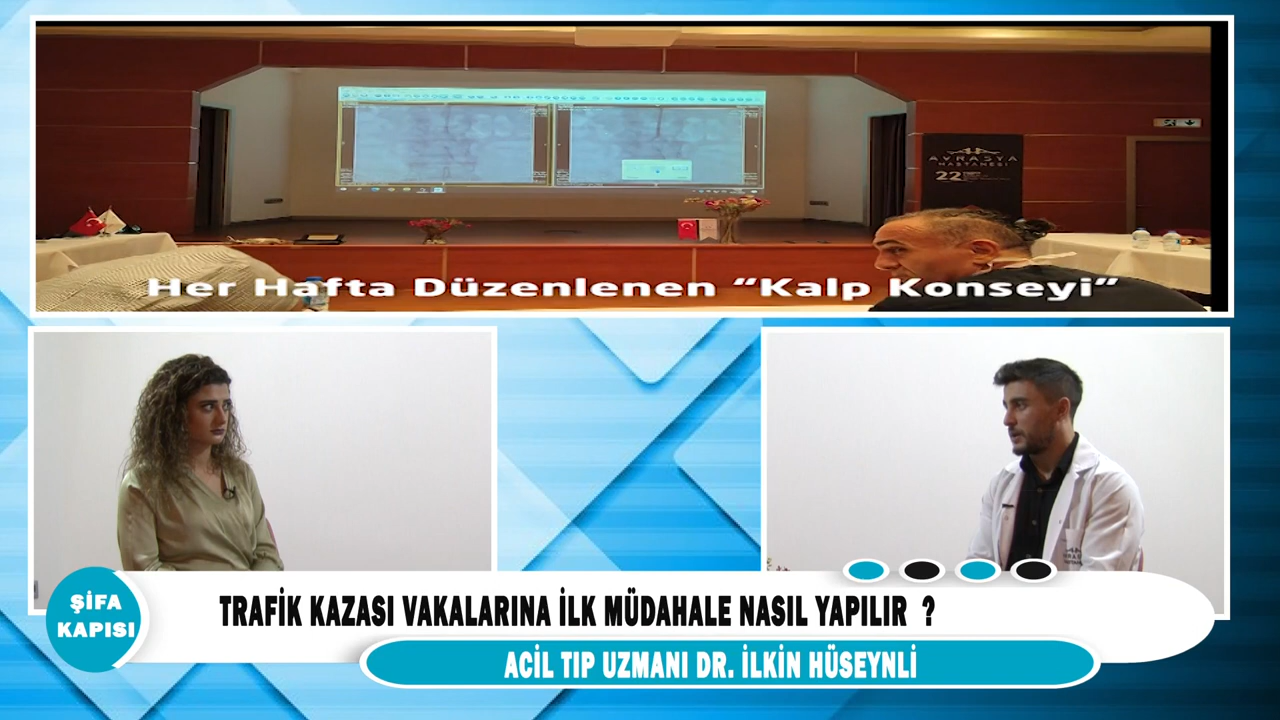 AVRASYA
HASTANESİ
22
Her Hafta Düzenlenen “Kalp Konseyi”
ŞİFA
KAPISI
TRAFİK KAZASI VAKALARINA İLK MÜDAHALE NASIL YAPILIR ?
ACİL TIP UZMANI DR. İLKİN HÜSEYNLİ